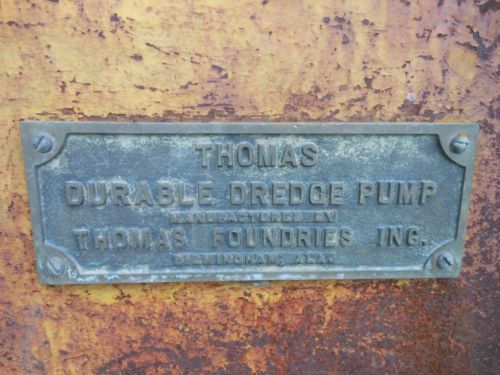 THOMAS
DURABLE DREDGE PUMP
MANUFACTURED BY
THOMAS FOUNDRIES INC.
BIRMINGHAM, ALA.